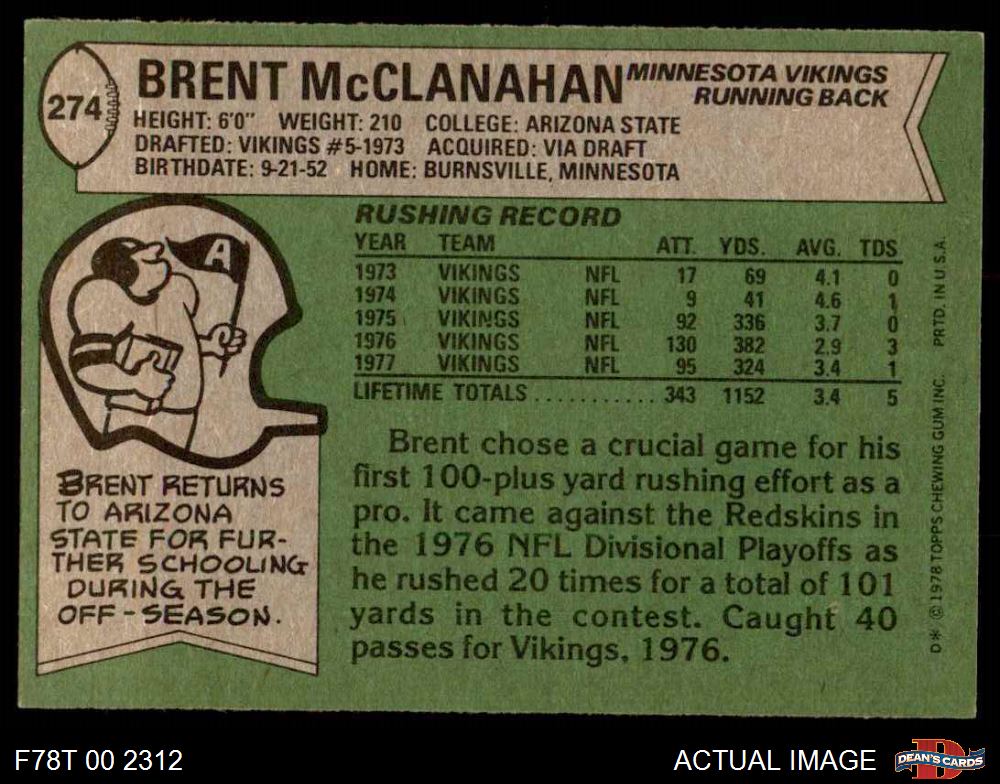 274
BRENT McCLANAHAN
MINNESOTA VIKINGS
RUNNING BACK
HEIGHT: 6'0" WEIGHT: 210 COLLEGE: ARIZONA STATE
DRAFTED: VIKINGS #5-1973 ACQUIRED: VIA DRAFT
BIRTHDATE: 9-21-52 HOME: BURNSVILLE, MINNESOTA
A
BRENT RETURNS
TO ARIZONA
STATE FOR FUR-
THER SCHOOLING
DURING THE
OFF-SEASON.
RUSHING RECORD
YEAR TEAM ATT. YDS. AVG. TDS
1973 VIKINGS NFL 17 69 4.1 0
1974 VIKINGS NFL 9 41 4.6 1
1975 VIKINGS NFL 92 336 3.7 0
1976 VIKINGS NFL 130 382 2.9 3
1977 VIKINGS NFL 95 324 3.4 1
LIFETIME TOTALS ........... 343 1152 3.4 5
Brent chose a crucial game for his
first 100-plus yard rushing effort as a
pro. It came against the Redskins in
the 1976 NFL Divisional Playoffs as
he rushed 20 times for a total of 101
yards in the contest. Caught 40
passes for Vikings, 1976.
D* © 1978 TOPPS CHEWING GUM INC. PRTD. IN U.S.A.
F78T 00 2312
ACTUAL IMAGE
D
DEAN'S CARDS